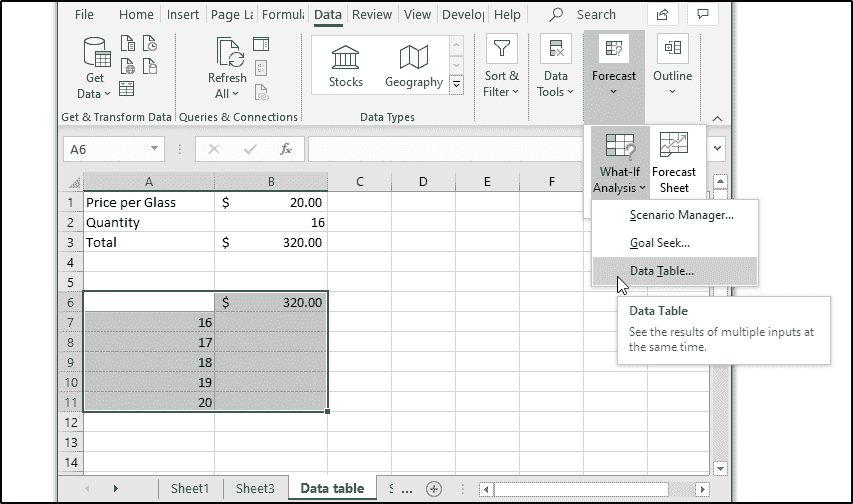 File Home Insert Page La Formula Data Review View Develop Help Search
Get Data
Refresh All
Stocks Geography
Sort & Filter
Data Tools
Forecast
Outline
Get & Transform Data Queries & Connections Data Types
What-If Analysis
Forecast Sheet
A6 fx
Scenario Manager...
Goal Seek...
Data Table...
Data Table
See the results of multiple inputs at
the same time.
A B C D E F
1 Price per Glass $ 20.00
2 Quantity 16
3 Total $ 320.00
4
5
6 $ 320.00
7 16
8 17
9 18
10 19
11 20
12
13
14
Sheet1 Sheet3 Data table S ...